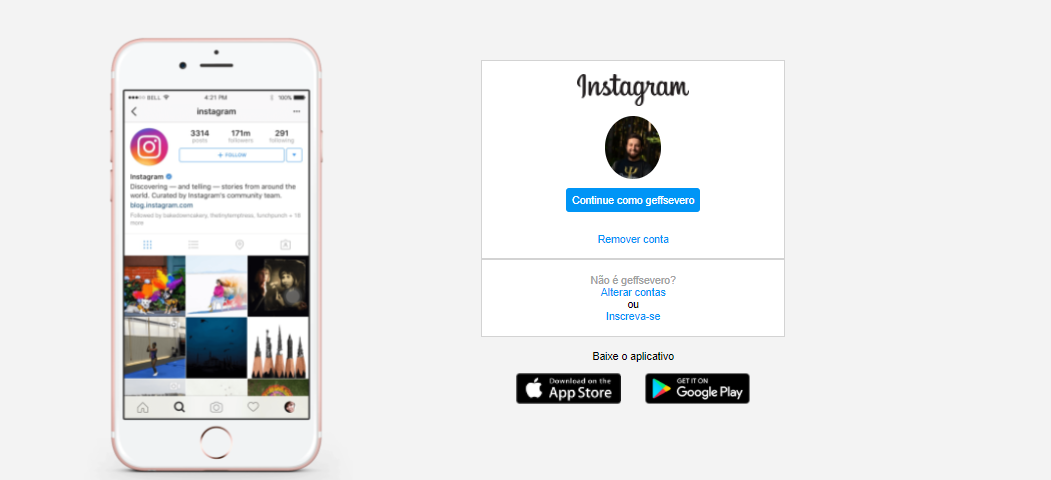 BELL
4:21 PM
100%
instagram
3314
171m
291
posts
followers
following
+ FOLLOW
Instagram
Discovering — and telling — stories from around the
world. Curated by Instagram's community team.
blog.instagram.com
Followed by bakedowncakery, thetinytemptress, lunchpunch + 18
more
Instagram
Continue como geffsevero
Remover conta
Não é geffsevero?
Alterar contas
ou
Inscreva-se
Baixe o aplicativo
Download on the
App Store
GET IT ON
Google Play